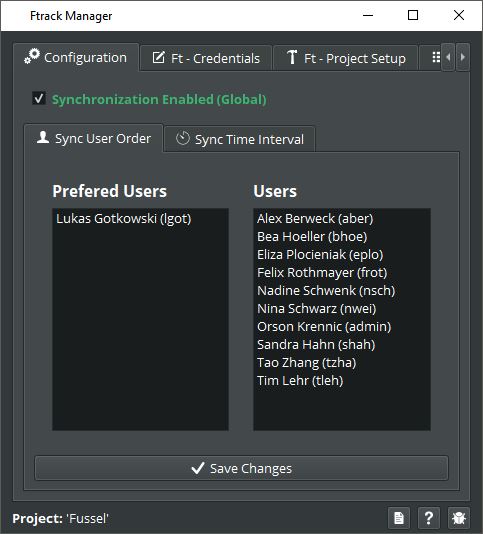 Ftrack Manager
Configuration
Ft - Credentials
Ft - Project Setup
Synchronization Enabled (Global)
Sync User Order
Sync Time Interval
Prefered Users
Lukas Gotkowski (lgot)
Users
Alex Berweck (aber)
Bea Hoeller (bhoe)
Eliza Plocieniak (eplo)
Felix Rothmayer (frot)
Nadine Schwenk (nsch)
Nina Schwarz (nwei)
Orson Krennic (admin)
Sandra Hahn (shah)
Tao Zhang (tzha)
Tim Lehr (tleh)
Save Changes
Project: 'Fussel'
?